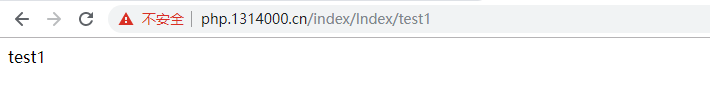 不安全 | php.1314000.cn/index/Index/test1
test1